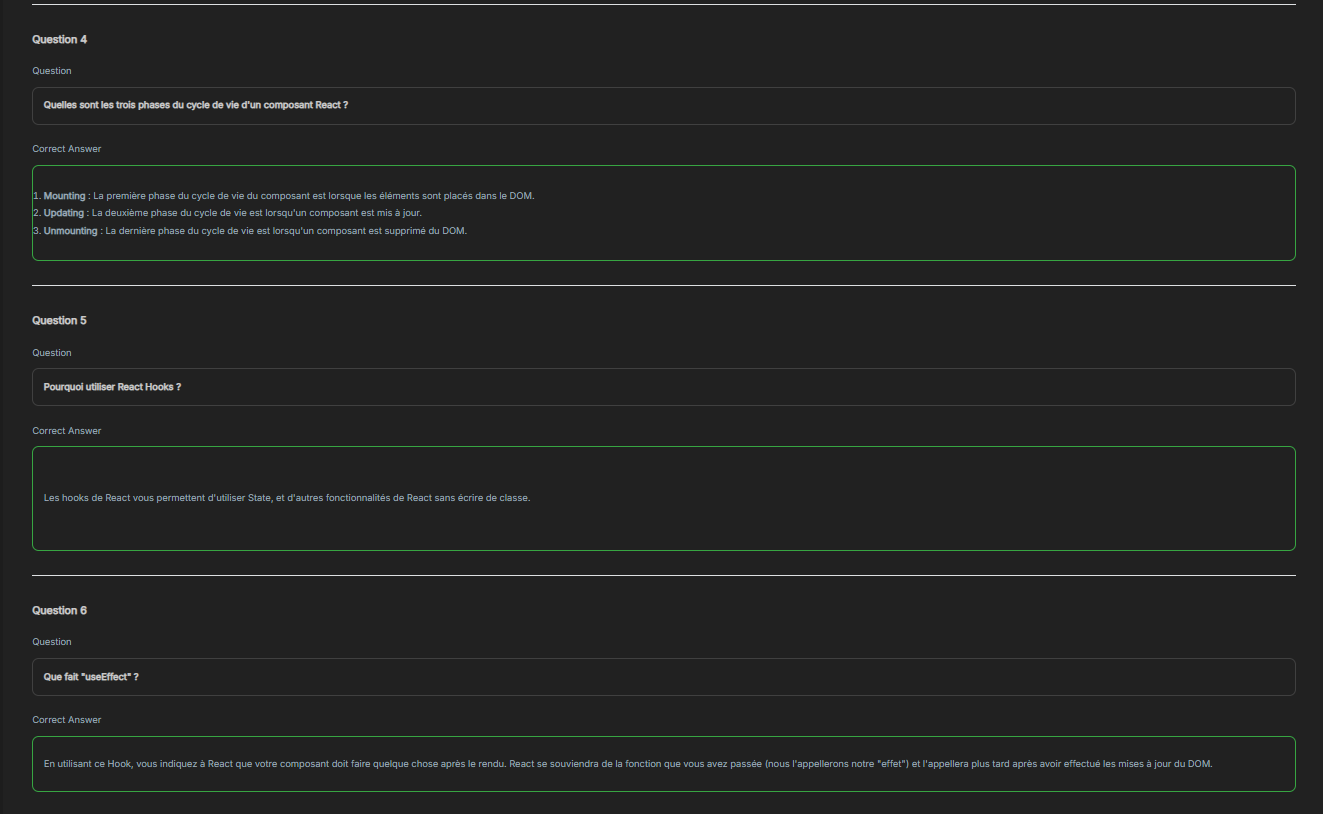 Question 4
Question
Quelles sont les trois phases du cycle de vie d'un composant React ?
Correct Answer
1. Mounting : La première phase du cycle de vie du composant est lorsque les éléments sont placés dans le DOM.
2. Updating : La deuxième phase du cycle de vie est lorsqu'un composant est mis à jour.
3. Unmounting : La dernière phase du cycle de vie est lorsqu'un composant est supprimé du DOM.
Question 5
Question
Pourquoi utiliser React Hooks ?
Correct Answer
Les hooks de React vous permettent d'utiliser State, et d'autres fonctionnalités de React sans écrire de classe.
Question 6
Question
Que fait "useEffect" ?
Correct Answer
En utilisant ce Hook, vous indiquez à React que votre composant doit faire quelque chose après le rendu. React se souviendra de la fonction que vous avez passée (nous l'appellerons notre "effet") et l'appellera plus tard après avoir effectué les mises à jour du DOM.